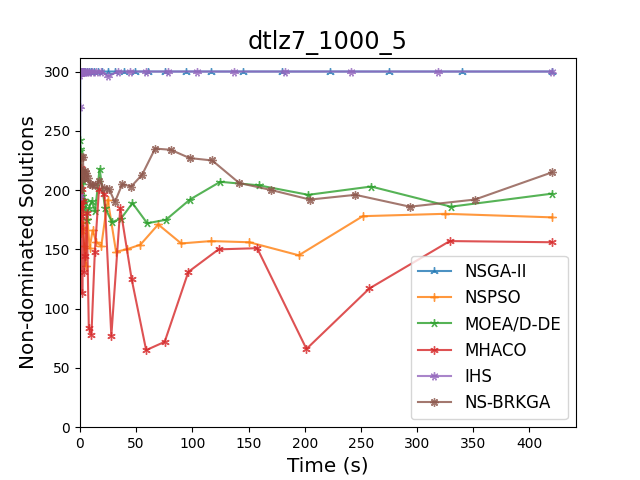 dtlz7_1000_5
Non-dominated Solutions
300
250
200
150
100
50
0
0 50 100 150 200 250 300 350 400
Time (s)
NSGA-II
NSPSO
MOEA/D-DE
MHACO
IHS
NS-BRKGA